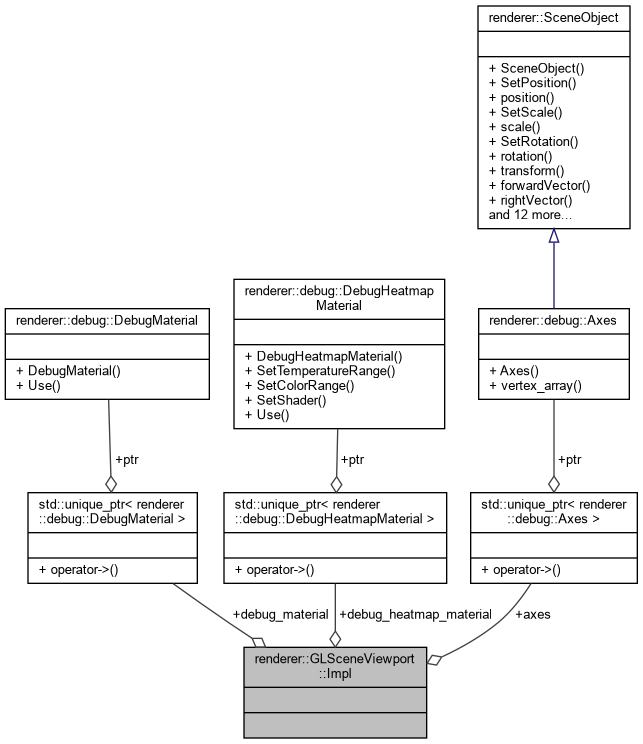 renderer::SceneObject
+ SceneObject()
+ SetPosition()
+ position()
+ SetScale()
+ scale()
+ SetRotation()
+ rotation()
+ transform()
+ forwardVector()
+ rightVector()
and 12 more...
renderer::debug::DebugMaterial
+ DebugMaterial()
+ Use()
renderer::debug::DebugHeatmap
Material
+ DebugHeatmapMaterial()
+ SetTemperatureRange()
+ SetColorRange()
+ SetShader()
+ Use()
renderer::debug::Axes
+ Axes()
+ vertex_array()
+ptr
+ptr
+ptr
std::unique_ptr< renderer
::debug::DebugMaterial >
+ operator->()
std::unique_ptr< renderer
::debug::DebugHeatmapMaterial >
+ operator->()
std::unique_ptr< renderer
::debug::Axes >
+ operator->()
+debug_material
+debug_heatmap_material
+axes
renderer::GLSceneViewport
::Impl